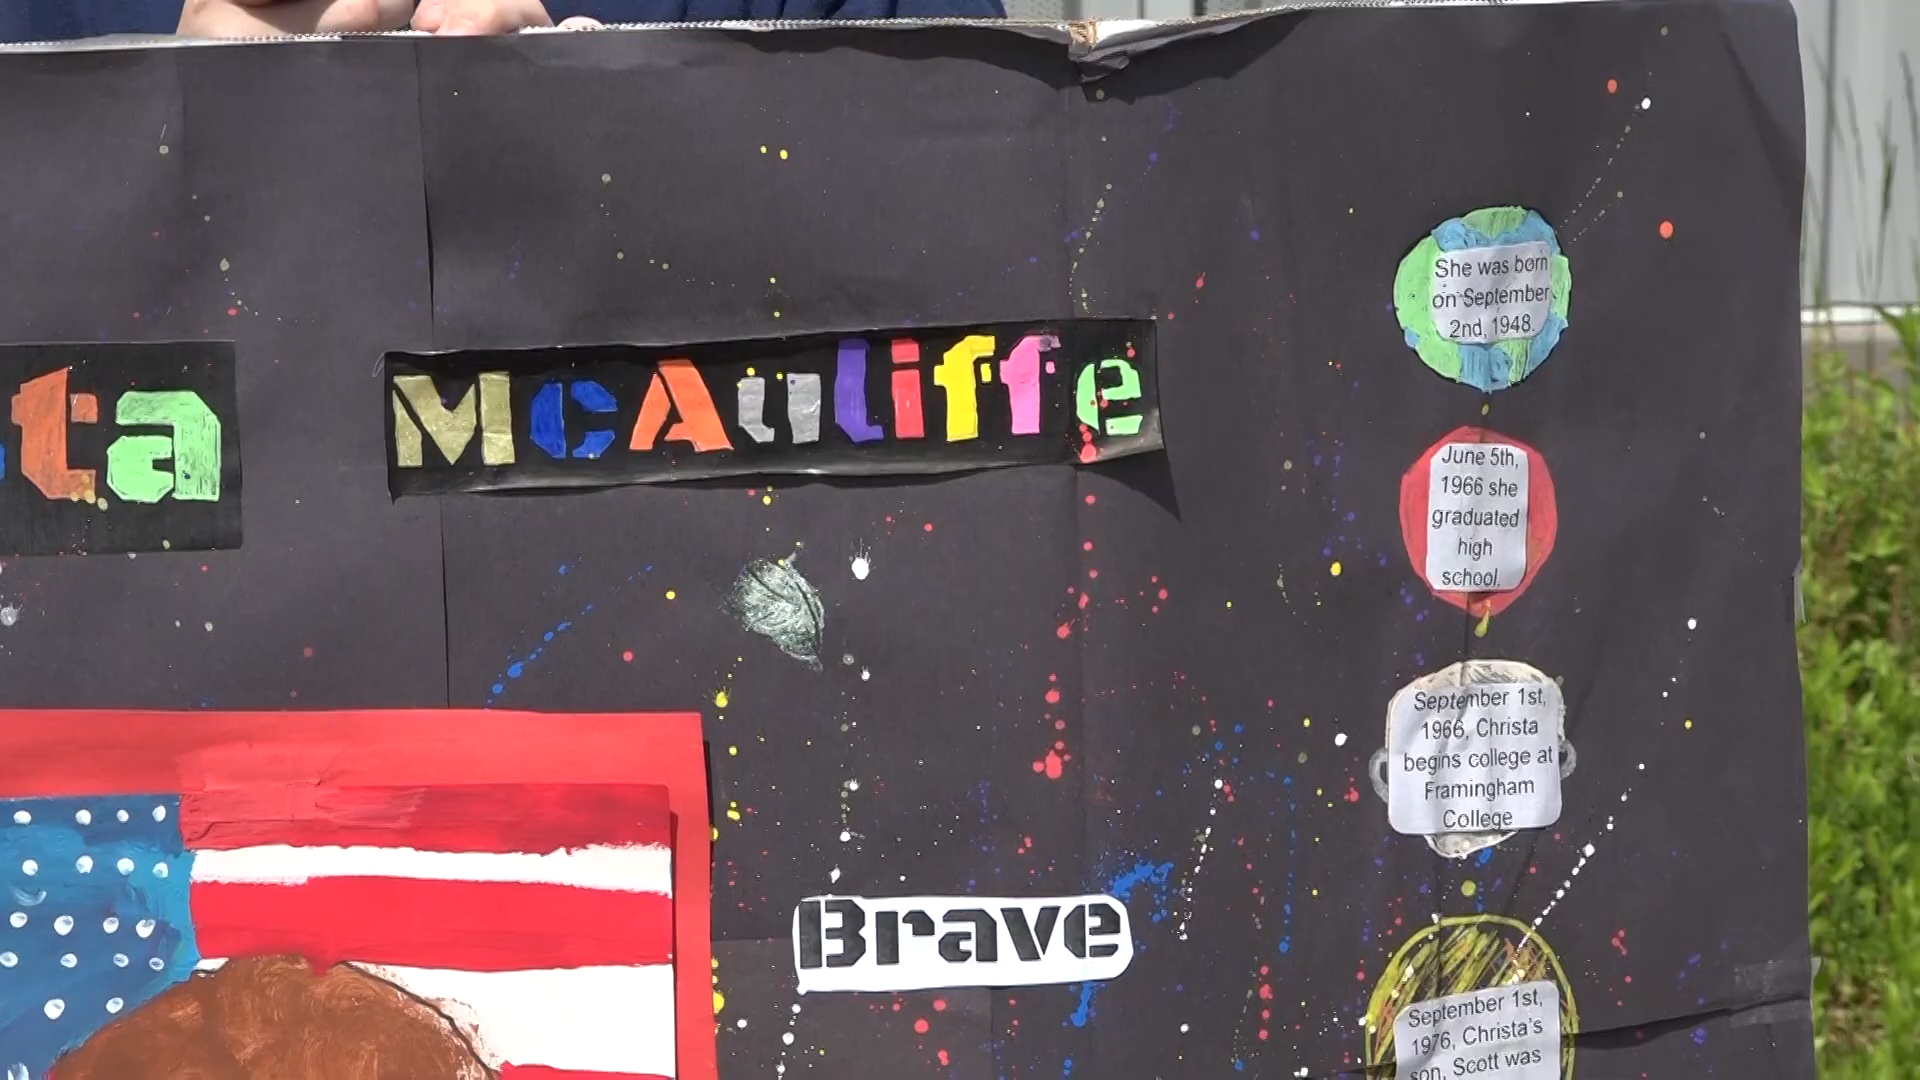 ta McAuliffe
She was born
on September
2nd, 1948.
June 5th,
1966 she
graduated
high
school.
September 1st,
1966, Christa
begins college at
Framingham
College
Brave
September 1st,
1976, Christa's
son, Scott was